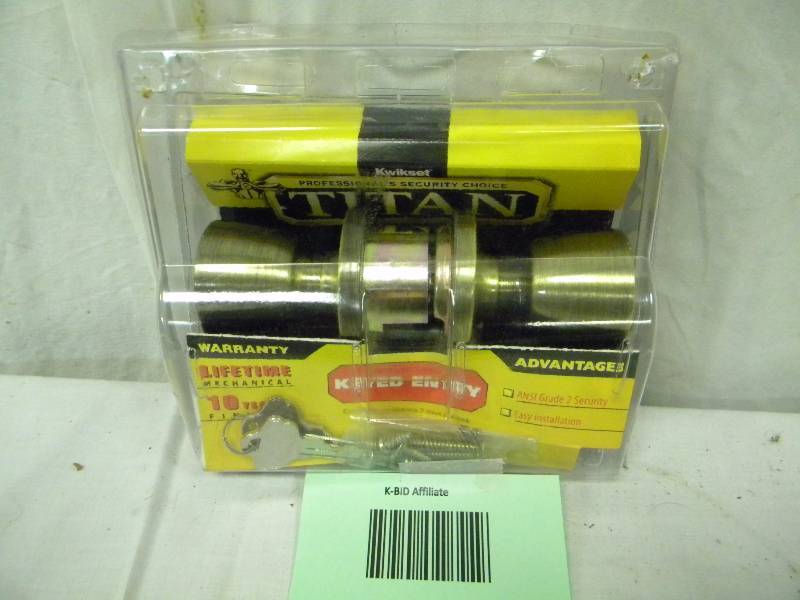 Kwikset
PROFESSIONAL'S SECURITY CHOICE
TITAN
WARRANTY
LIFETIME
MECHANICAL
10
KEYED ENTRY
ADVANTAGES
ANSI Grade 2 Security
Easy Installation
K-BID Affiliate